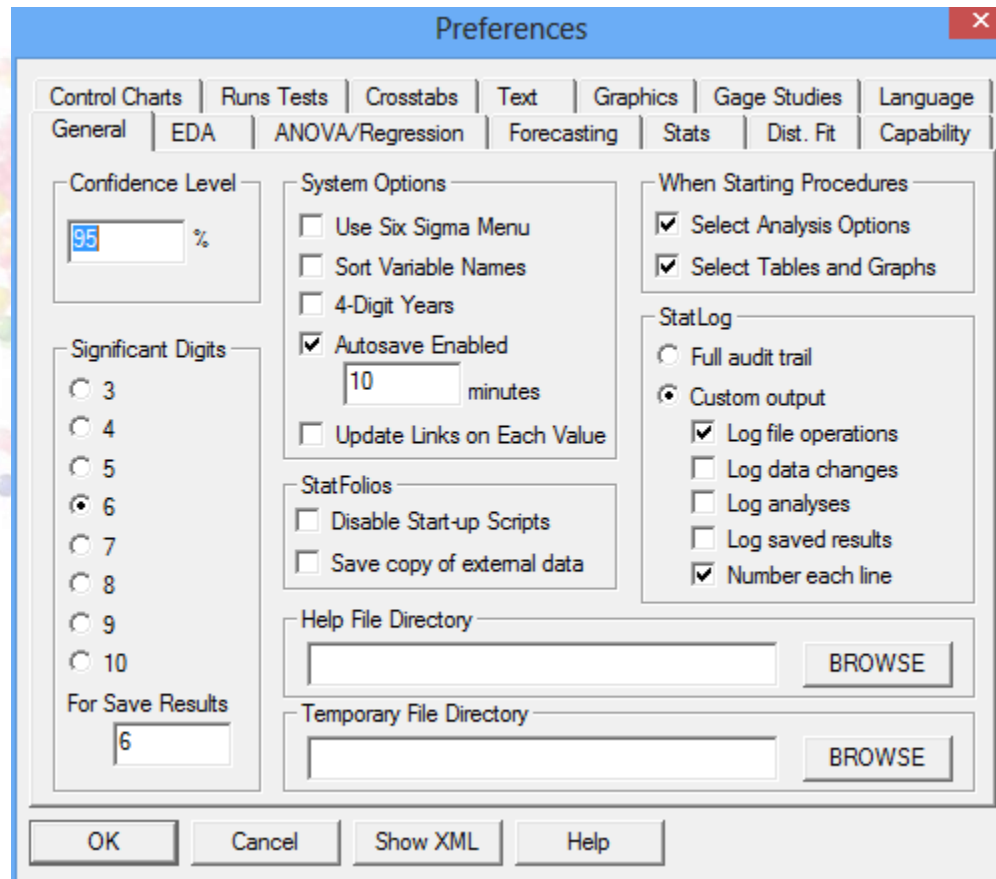 Preferences
Control Charts Runs Tests Crosstabs Text Graphics Gage Studies Language
General EDA ANOVA/Regression Forecasting Stats Dist. Fit Capability
Confidence Level
95 %
Significant Digits
3
4
5
6
7
8
9
10
For Save Results
6
System Options
Use Six Sigma Menu
Sort Variable Names
4-Digit Years
Autosave Enabled
10 minutes
Update Links on Each Value
StatFolios
Disable Start-up Scripts
Save copy of external data
When Starting Procedures
Select Analysis Options
Select Tables and Graphs
StatLog
Full audit trail
Custom output
Log file operations
Log data changes
Log analyses
Log saved results
Number each line
Help File Directory
BROWSE
Temporary File Directory
BROWSE
OK Cancel Show XML Help